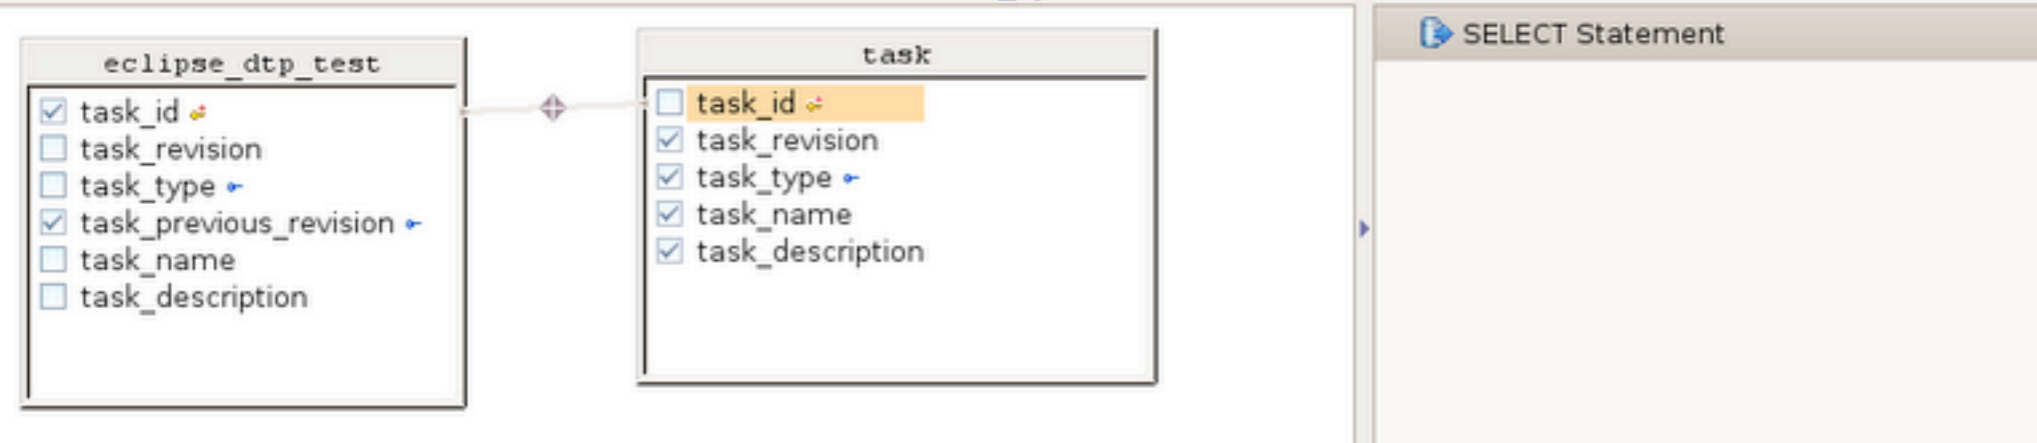 eclipse_dtp_test
task_id
task_revision
task_type
task_previous_revision
task_name
task_description
task
task_id
task_revision
task_type
task_name
task_description
SELECT Statement